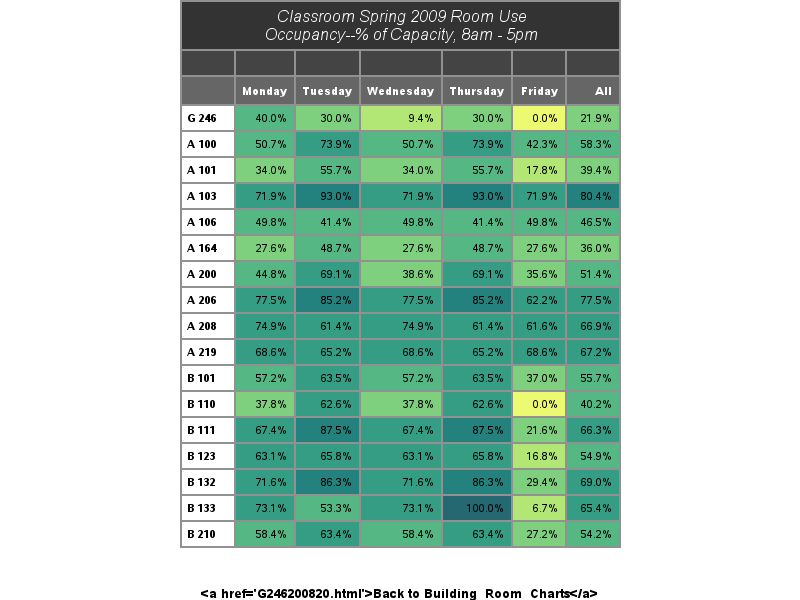 Classroom Spring 2009 Room Use
Occupancy--% of Capacity, 8am - 5pm
Monday Tuesday Wednesday Thursday Friday All
G 246 40.0% 30.0% 9.4% 30.0% 0.0% 21.9%
A 100 50.7% 73.9% 50.7% 73.9% 42.3% 58.3%
A 101 34.0% 55.7% 34.0% 55.7% 17.8% 39.4%
A 103 71.9% 93.0% 71.9% 93.0% 71.9% 80.4%
A 106 49.8% 41.4% 49.8% 41.4% 49.8% 46.5%
A 164 27.6% 48.7% 27.6% 48.7% 27.6% 36.0%
A 200 44.8% 69.1% 38.6% 69.1% 35.6% 51.4%
A 206 77.5% 85.2% 77.5% 85.2% 62.2% 77.5%
A 208 74.9% 61.4% 74.9% 61.4% 61.6% 66.9%
A 219 68.6% 65.2% 68.6% 65.2% 68.6% 67.2%
B 101 57.2% 63.5% 57.2% 63.5% 37.0% 55.7%
B 110 37.8% 62.6% 37.8% 62.6% 0.0% 40.2%
B 111 67.4% 87.5% 67.4% 87.5% 21.6% 66.3%
B 123 63.1% 65.8% 63.1% 65.8% 16.8% 54.9%
B 132 71.6% 86.3% 71.6% 86.3% 29.4% 69.0%
B 133 73.1% 53.3% 73.1% 100.0% 6.7% 65.4%
B 210 58.4% 63.4% 58.4% 63.4% 27.2% 54.2%
<a href='G246200820.html'>Back to Building_Room_Charts</a>